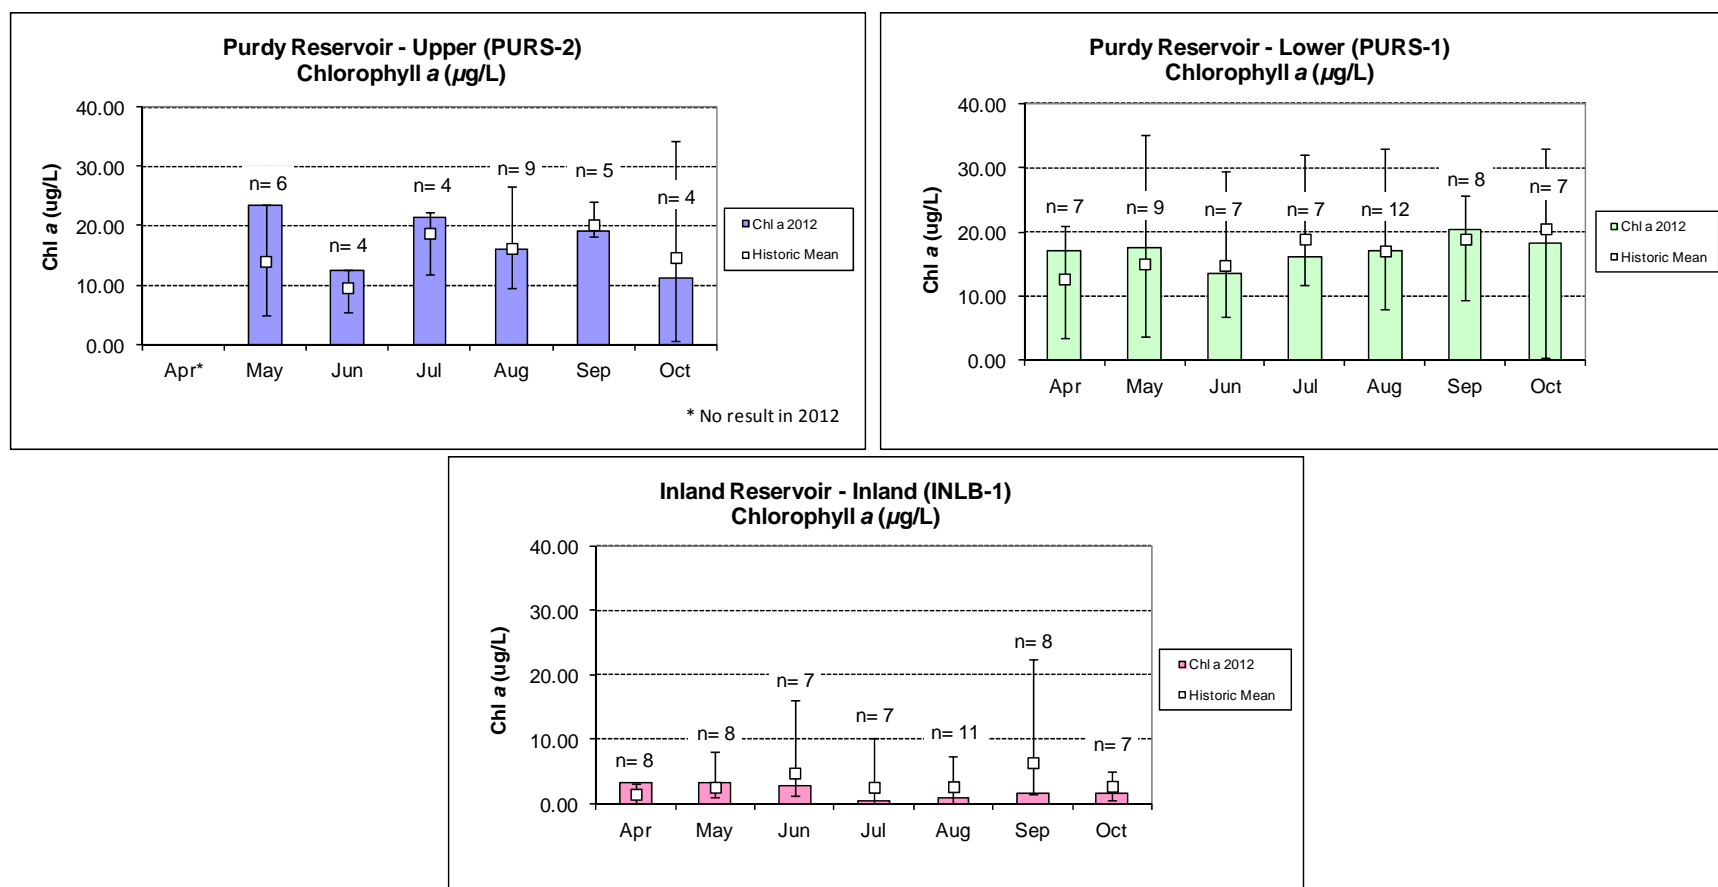 Purdy Reservoir - Upper (PURS-2)
Chlorophyll a (µg/L)
Chl a (ug/L)
40.00
30.00
20.00
10.00
0.00
n= 6
n= 4
n= 4
n= 9
n= 5
n= 4
Apr* May Jun Jul Aug Sep Oct
Chl a 2012
Historic Mean
* No result in 2012
Purdy Reservoir - Lower (PURS-1)
Chlorophyll a (µg/L)
Chl a (ug/L)
40.00
30.00
20.00
10.00
0.00
n= 7
n= 9
n= 7
n= 7
n= 12
n= 8
n= 7
Apr May Jun Jul Aug Sep Oct
Chl a 2012
Historic Mean
Inland Reservoir - Inland (INLB-1)
Chlorophyll a (µg/L)
Chl a (ug/L)
40.00
30.00
20.00
10.00
0.00
n= 8
n= 8
n= 7
n= 7
n= 11
n= 8
n= 7
Apr May Jun Jul Aug Sep Oct
Chl a 2012
Historic Mean